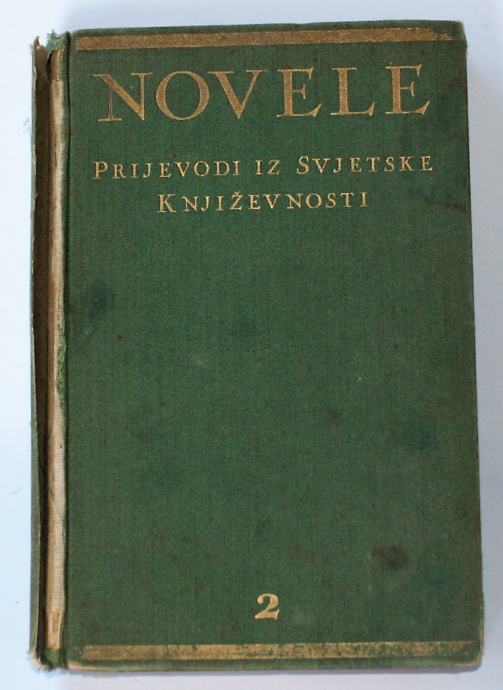 NOVELE
PRIJEVODI IZ SVJETSKE
KNJIŽEVNOSTI
2